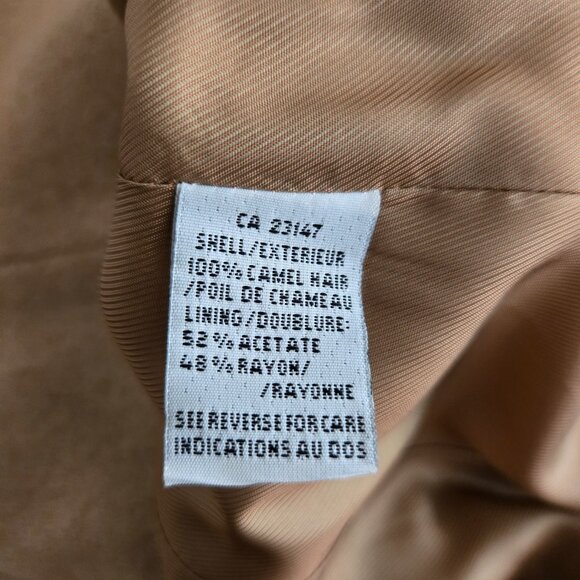 CA 23147
SHELL/EXTERIEUR
100% CAMEL HAIR
/POIL DE CHAMEAU
LINING/DOUBLURE:
52% ACETATE
48% RAYON/
/RAYONNE
SEE REVERSE FOR CARE
INDICATIONS AU DOS